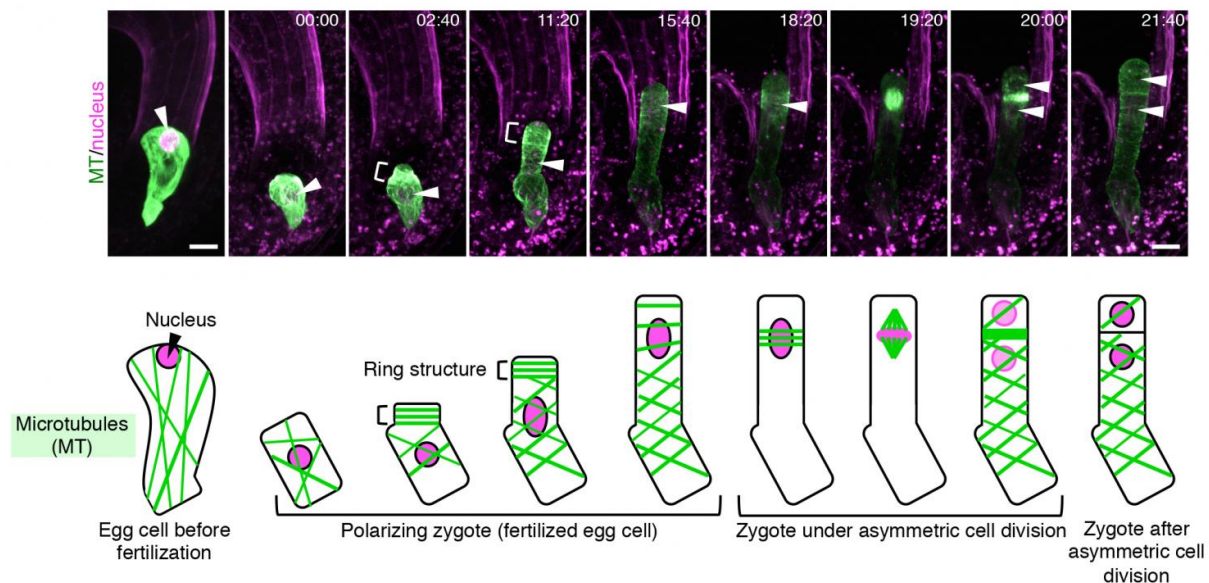 MT/nucleus
00:00
02:40
11:20
15:40
18:20
19:20
20:00
21:40
Nucleus
Ring structure
Microtubules
(MT)
Egg cell before
fertilization
Polarizing zygote (fertilized egg cell)
Zygote under asymmetric cell division
Zygote after
asymmetric cell
division